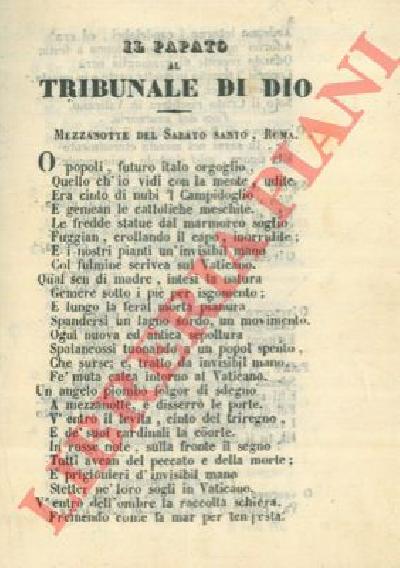 IL PAPATO
AL
TRIBUNALE DI DIO
MEZZANOTTE DEL SABATO SANTO, ROMA.
O popoli, futuro italo orgoglio,
Quello ch' io vidi con la mente, udite.
Era cinto di nubi 'l Campidoglio
E gemean le cattoliche meschite.
Le fredde statue dal marmoreo soglio
Fuggian, crollando il capo, inorridite;
E i nostri pianti un' invisibil mano
Col fulmine scrivea sul Vaticano.
Qual sen di madre, intesi la natura
Gemere sotto i piè per isgomento;
E lungo la feral morta pianura
Spandersi un lagno sordo, un movimento.
Ogni nuova ed antica sepoltura
Spalancossi tuonando; un popol spento,
Che surse; e tratto da invisibil mano
Fe' muta calca intorno al Vaticano.
Un angelo piombò folgor di sdegno
A mezzanotte, e disserrò le porte.
V' entrò il levita, cinto del triregno,
E de' suoi cardinali la coorte.
In rosse note, sulla fronte il segno
Tutti avean del peccato e della morte;
E prigionieri d' invisibil mano
Stetter ne' loro sogli in Vaticano.
V' entrò dell' ombre la raccolta schiera,
Fremendo come fa mar per tempesta.
LIBRERIA PIANI